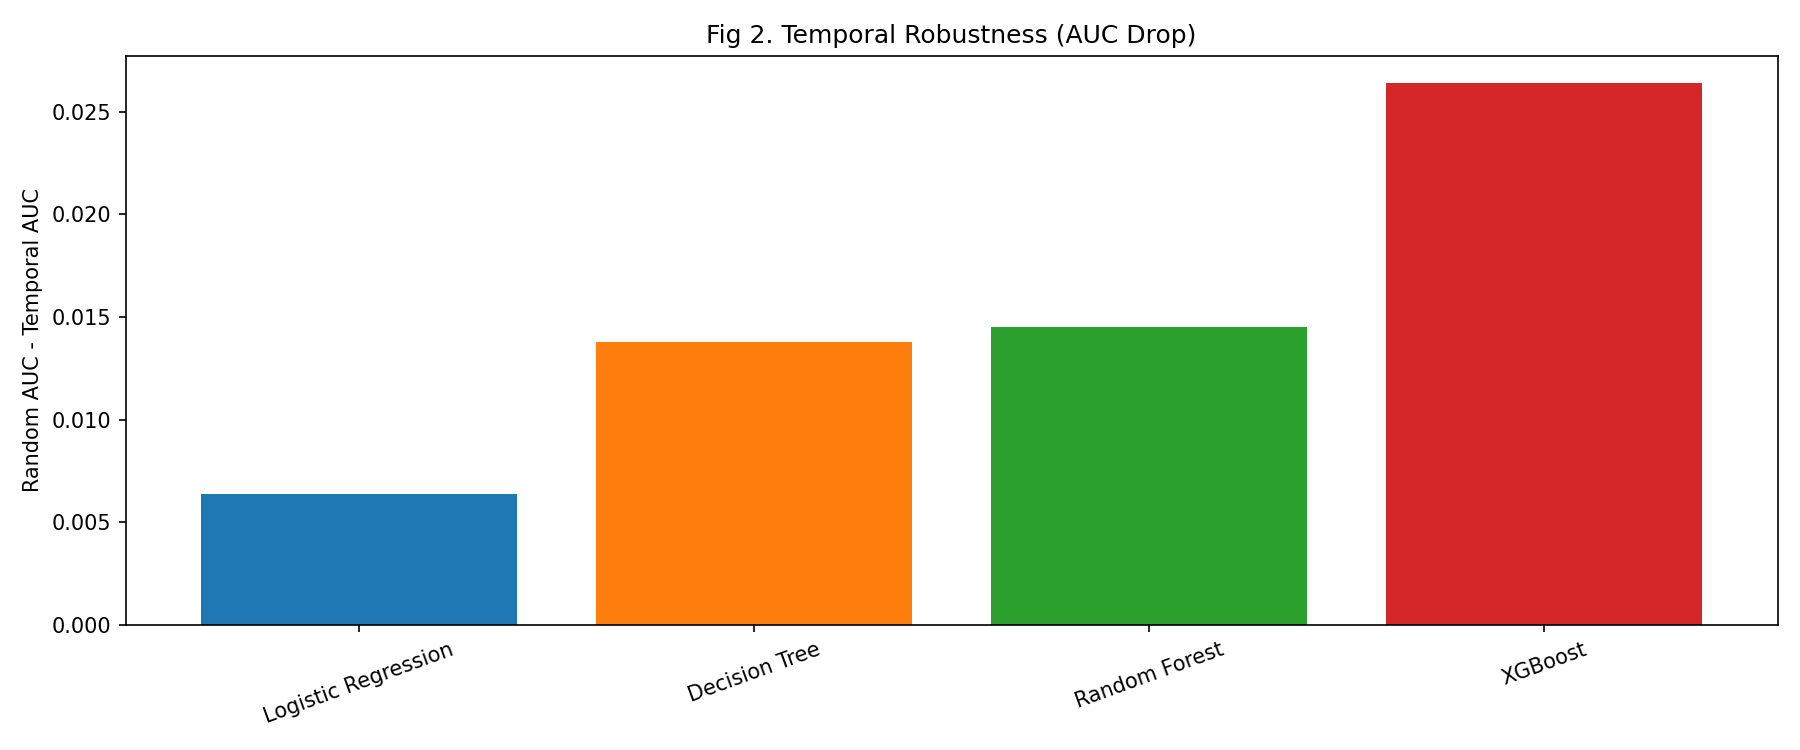 Fig 2. Temporal Robustness (AUC Drop)
Random AUC - Temporal AUC
0.025
0.020
0.015
0.010
0.005
0.000
Logistic Regression
Decision Tree
Random Forest
XGBoost